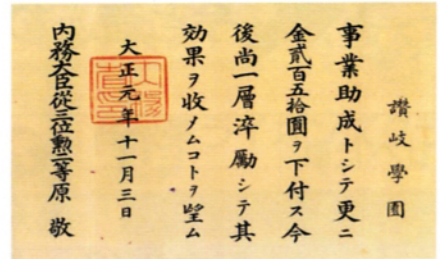 讃岐學園
事業助成トシテ更ニ
金貳百五拾圓ヲ下付ス今
後尚一層淬勵シテ其
効果ヲ收メムコトヲ望ム
大正元年十一月三日
内務大臣從三位勲一等原敬